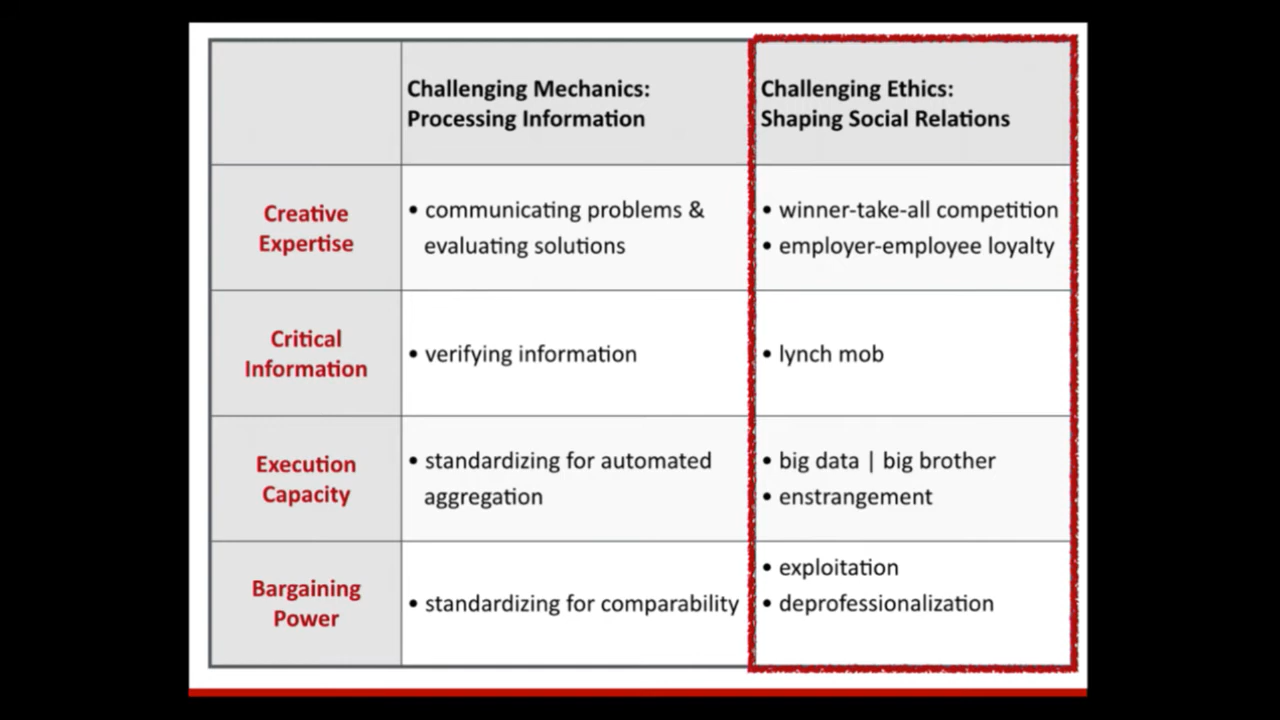 Challenging Mechanics:
Processing Information
Challenging Ethics:
Shaping Social Relations
Creative
Expertise
• communicating problems &
evaluating solutions
• winner-take-all competition
• employer-employee loyalty
Critical
Information
• verifying information
• lynch mob
Execution
Capacity
• standardizing for automated
aggregation
• big data | big brother
• enstrangement
Bargaining
Power
• standardizing for comparability
• exploitation
• deprofessionalization